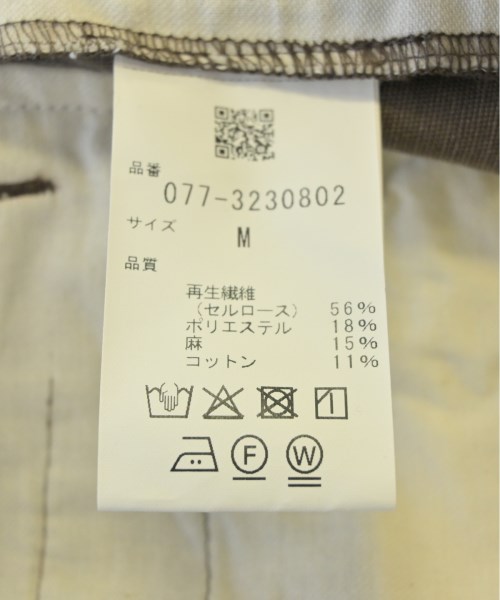 品番
077-3230802
サイズ
M
品質
再生繊維
(セルロース) 56%
ポリエステル 18%
麻 15%
コットン 11%
F W